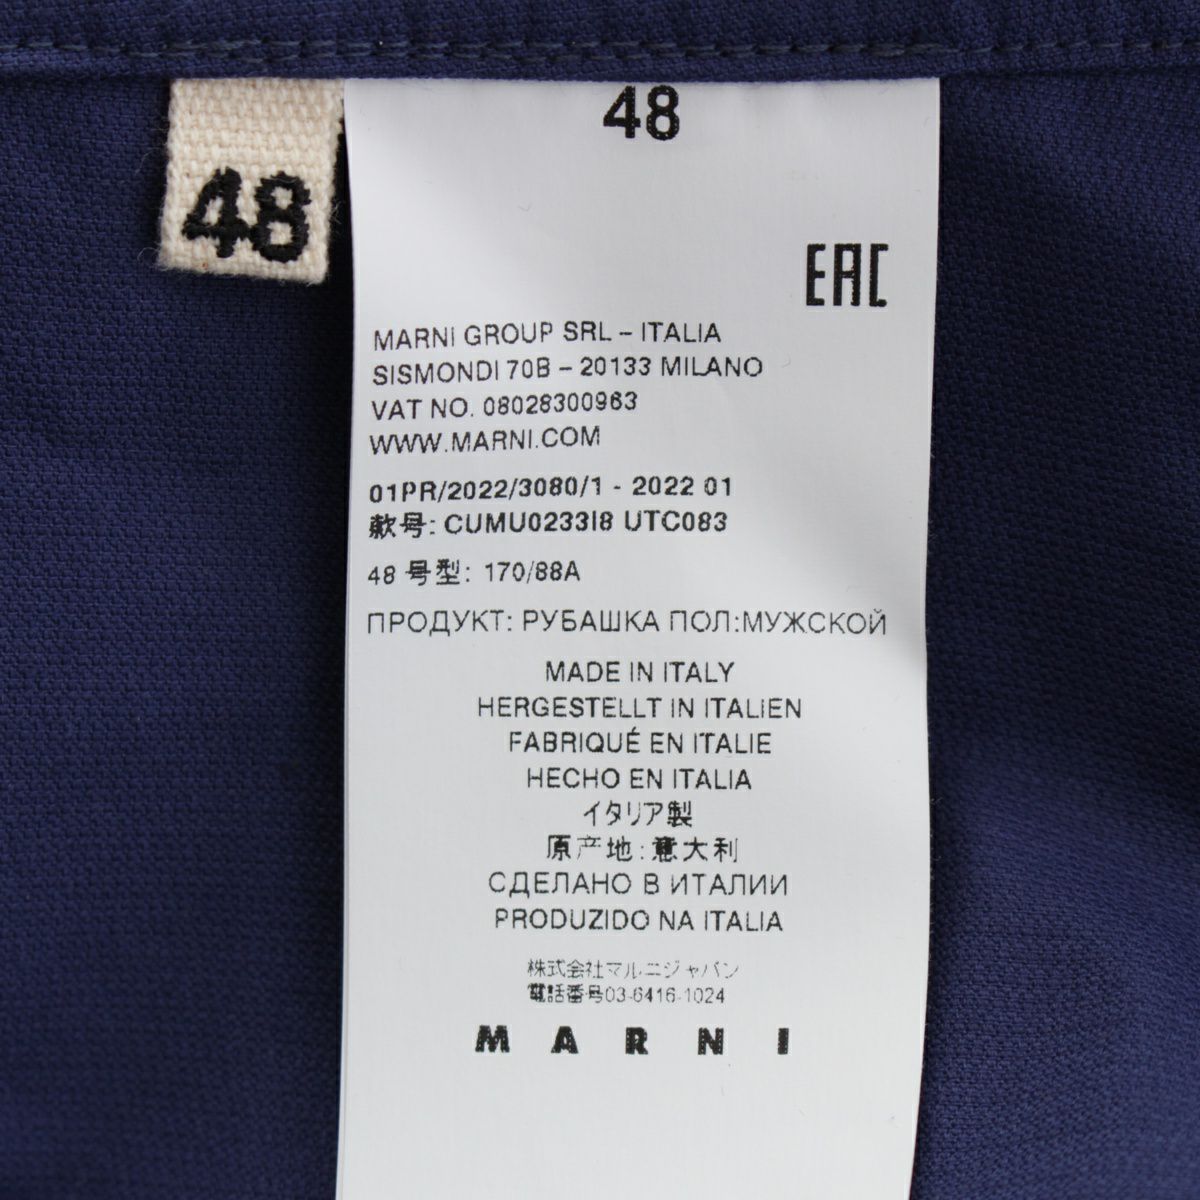 48
48
EAC
MARNI GROUP SRL – ITALIA
SISMONDI 70B – 20133 MILANO
VAT NO. 08028300963
WWW.MARNI.COM
01PR/2022/3080/1 - 2022 01
款号: CUMU0233I8 UTC083
48 号型: 170/88A
ПРОДУКТ: РУБАШКА ПОЛ:МУЖСКОЙ
MADE IN ITALY
HERGESTELLT IN ITALIEN
FABRIQUÉ EN ITALIE
HECHO EN ITALIA
イタリア製
原产地:意大利
СДЕЛАНО В ИТАЛИИ
PRODUZIDO NA ITALIA
株式会社マルニジャパン
電話番号03-6416-1024
MARNI